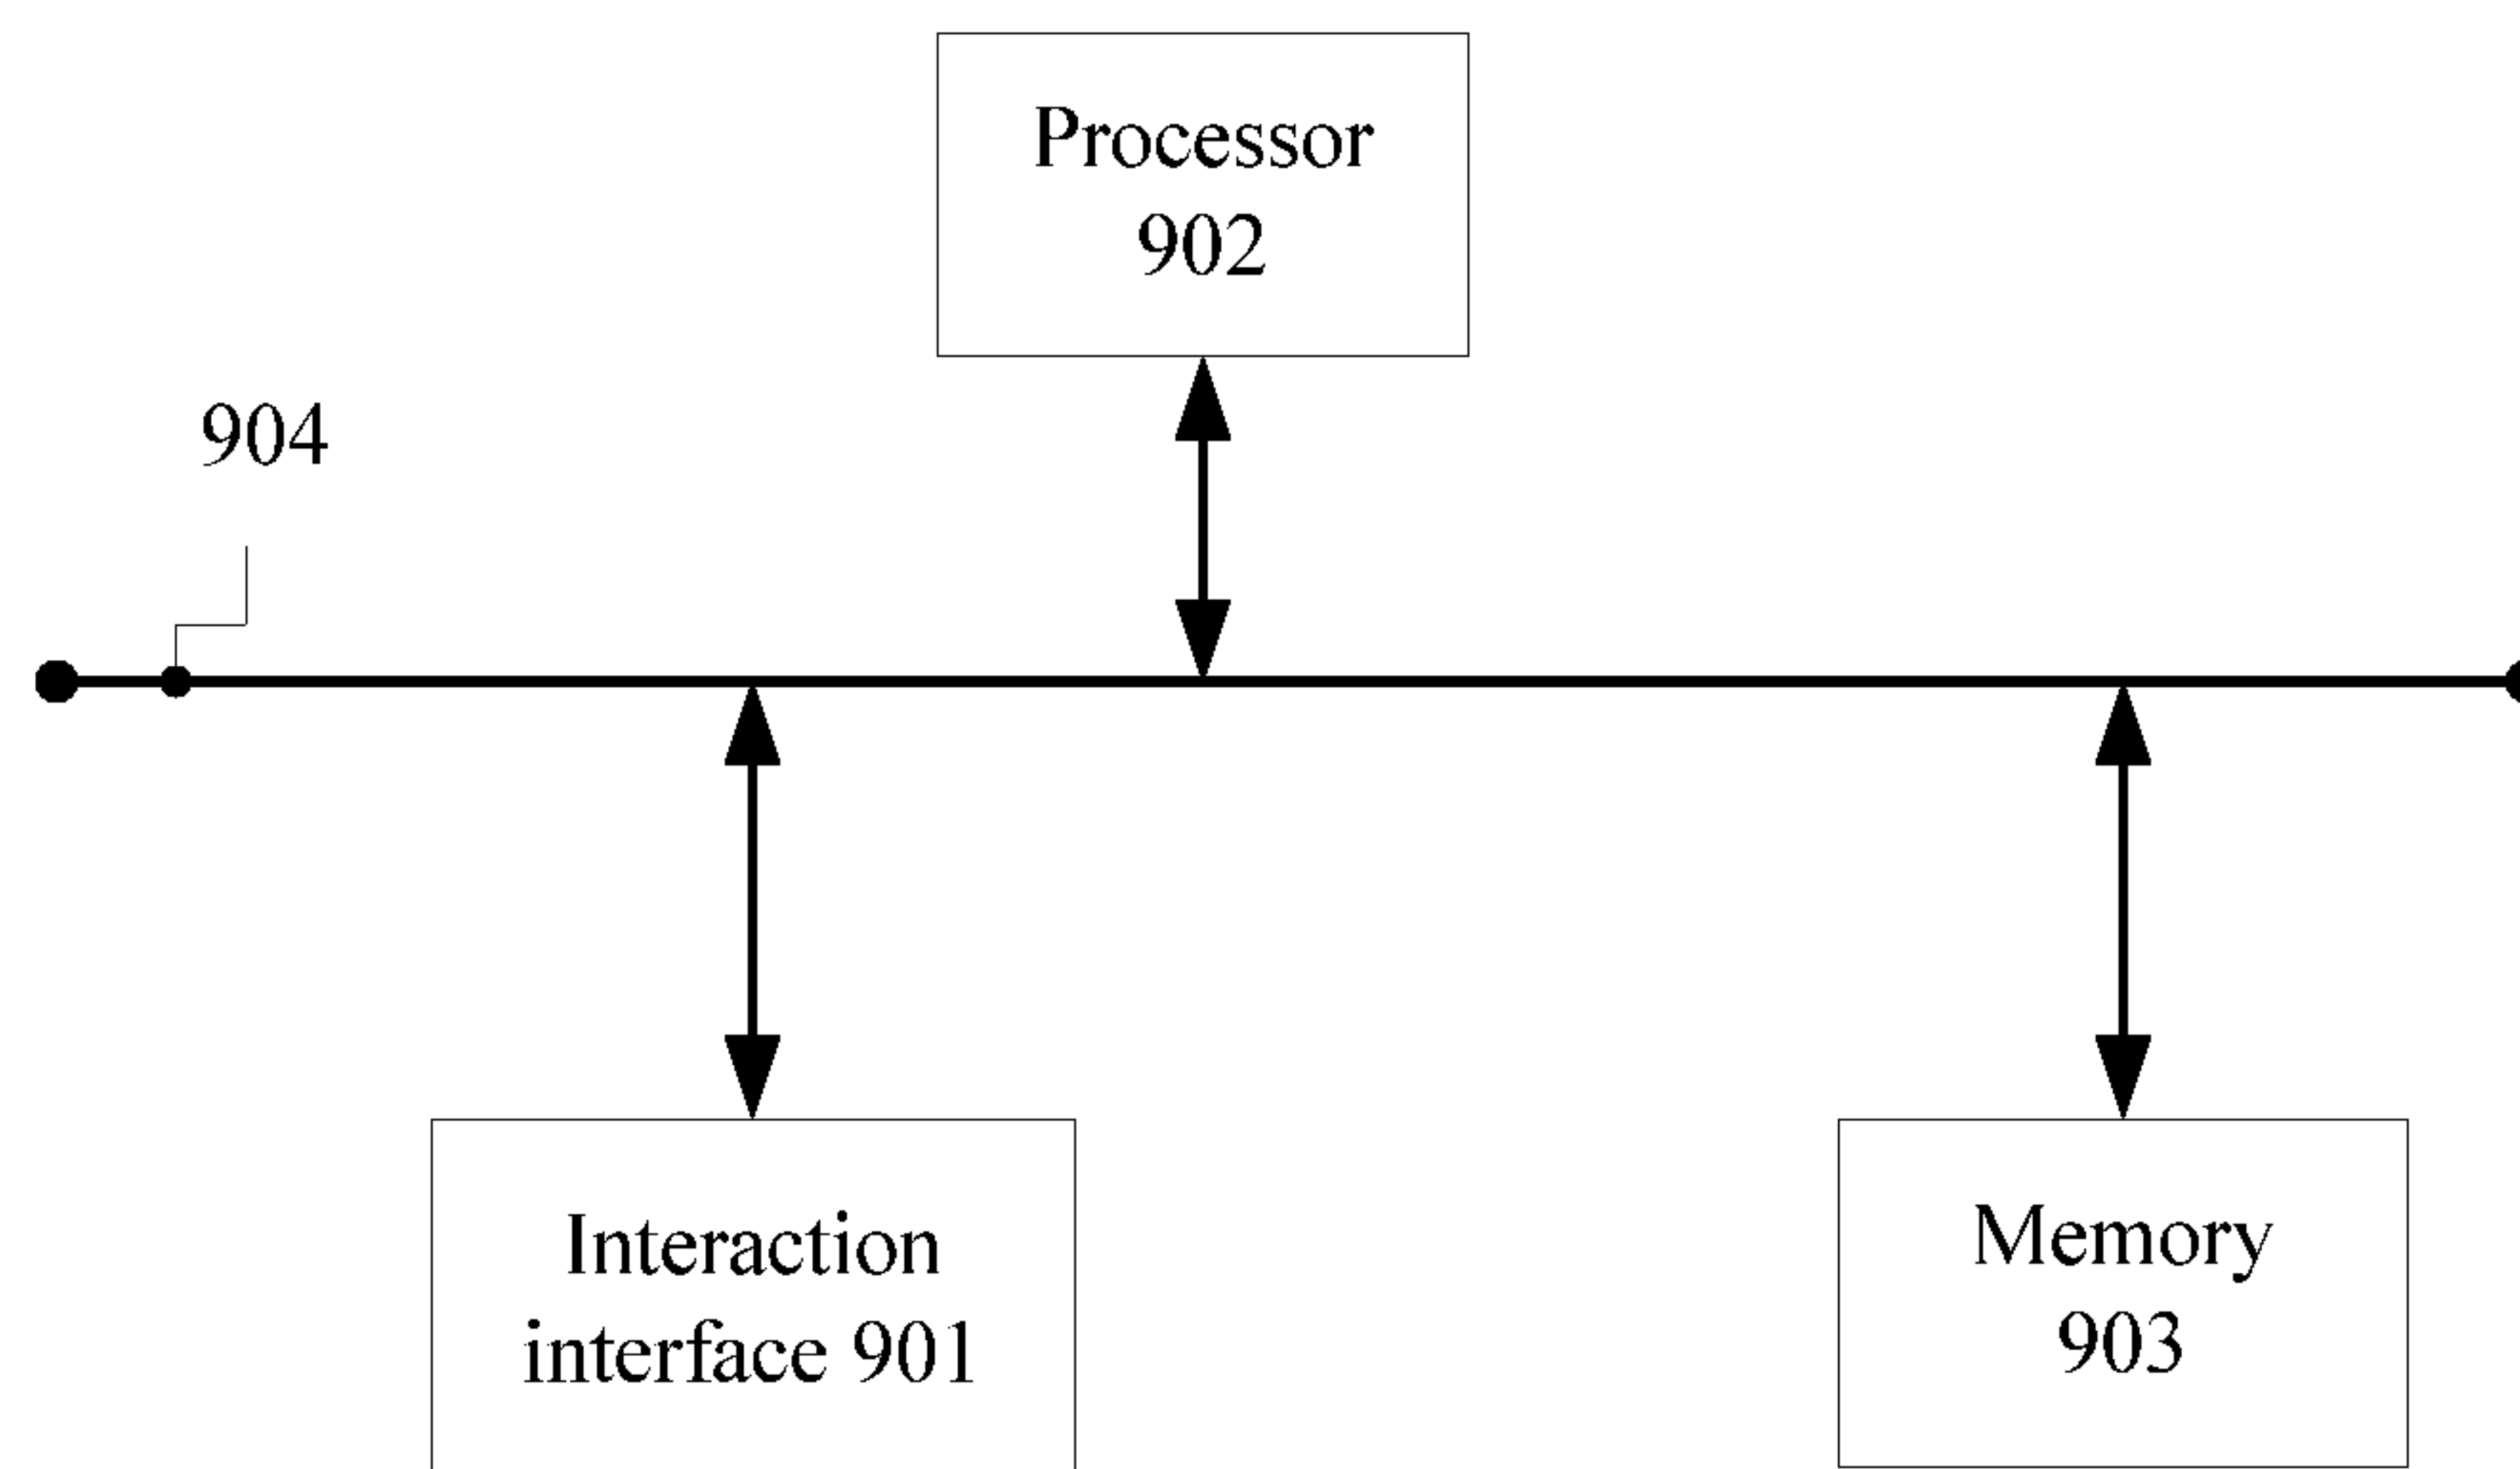 Processor
902
904
Interaction
interface 901
Memory
903